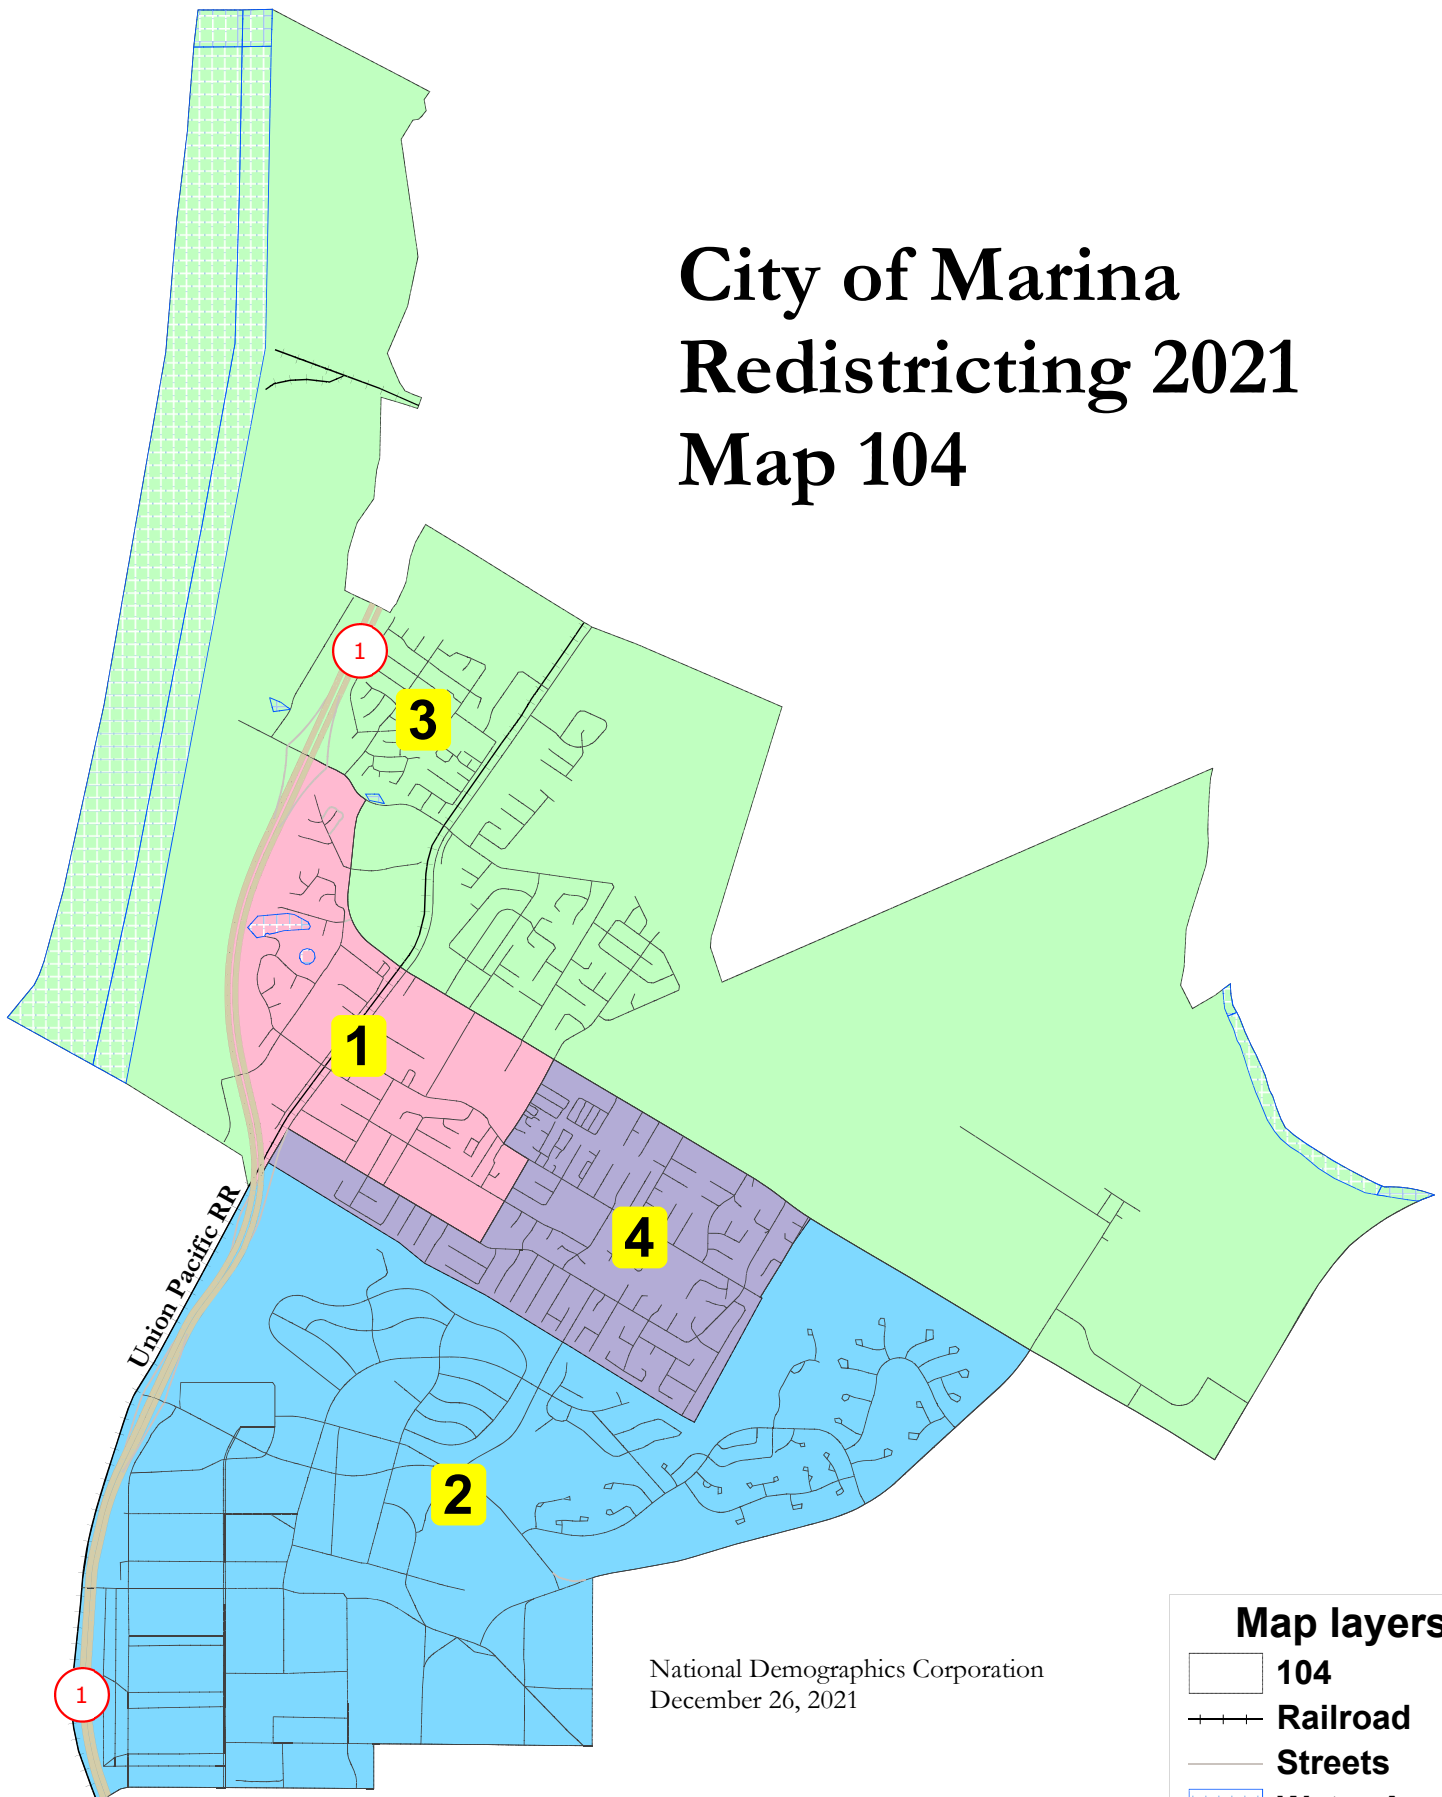 City of Marina
Redistricting 2021
Map 104
1
3
1
4
Union Pacific RR
2
1
National Demographics Corporation
December 26, 2021
Map layers
104
Railroad
Streets